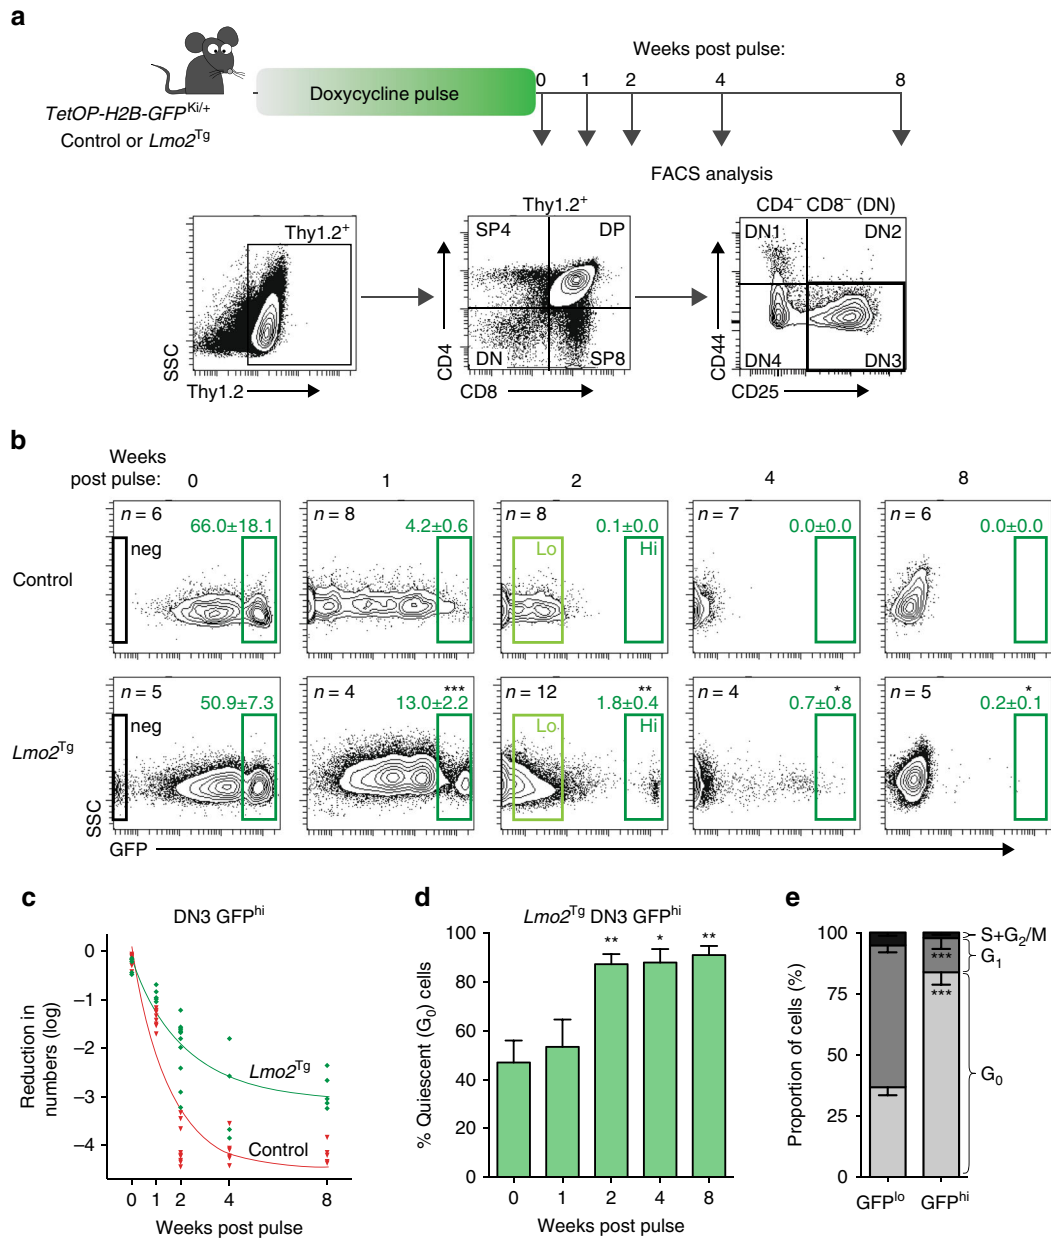 a
Weeks post pulse:
0 1 2 4 8
Doxycycline pulse
TetOP-H2B-GFP^Ki/+
Control or Lmo2^Tg
FACS analysis
Thy1.2⁺
CD4⁻ CD8⁻ (DN)
Thy1.2⁺
SP4 DP
DN1 DN2
DN SP8
DN4 DN3
SSC
CD4
CD44
Thy1.2
CD8
CD25
b
Weeks
post pulse: 0 1 2 4 8
n = 6 n = 8 n = 8 n = 7 n = 6
66.0±18.1 4.2±0.6 0.1±0.0 0.0±0.0 0.0±0.0
neg Lo Hi
Control
n = 5 n = 4 *** n = 12 ** n = 4 * n = 5 *
50.9±7.3 13.0±2.2 1.8±0.4 0.7±0.8 0.2±0.1
neg Lo Hi
Lmo2^Tg
SSC
GFP
c
DN3 GFP^hi
0
–1
–2
–3
–4
Reduction in
numbers (log)
Lmo2^Tg
Control
0 1 2 4 8
Weeks post pulse
d
Lmo2^Tg DN3 GFP^hi
100
80
60
40
20
0
% Quiescent (G₀) cells
** * **
0 1 2 4 8
Weeks post pulse
e
100
75
50
25
0
Proportion of cells (%)
S+G₂/M
G₁
***
***
G₀
GFP^lo GFP^hi